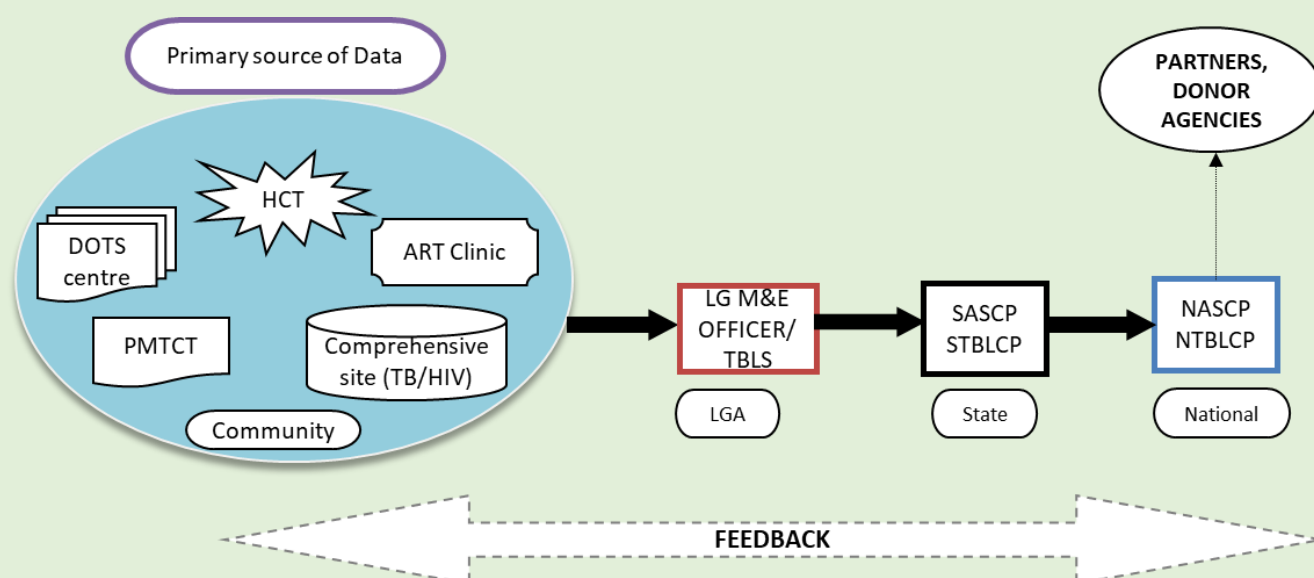 Primary source of Data
PARTNERS,
DONOR
AGENCIES
HCT
DOTS
centre
ART Clinic
PMTCT
Comprehensive
site (TB/HIV)
Community
LG M&E
OFFICER/
TBLS
LGA
SASCP
STBLCP
State
NASCP
NTBLCP
National
FEEDBACK